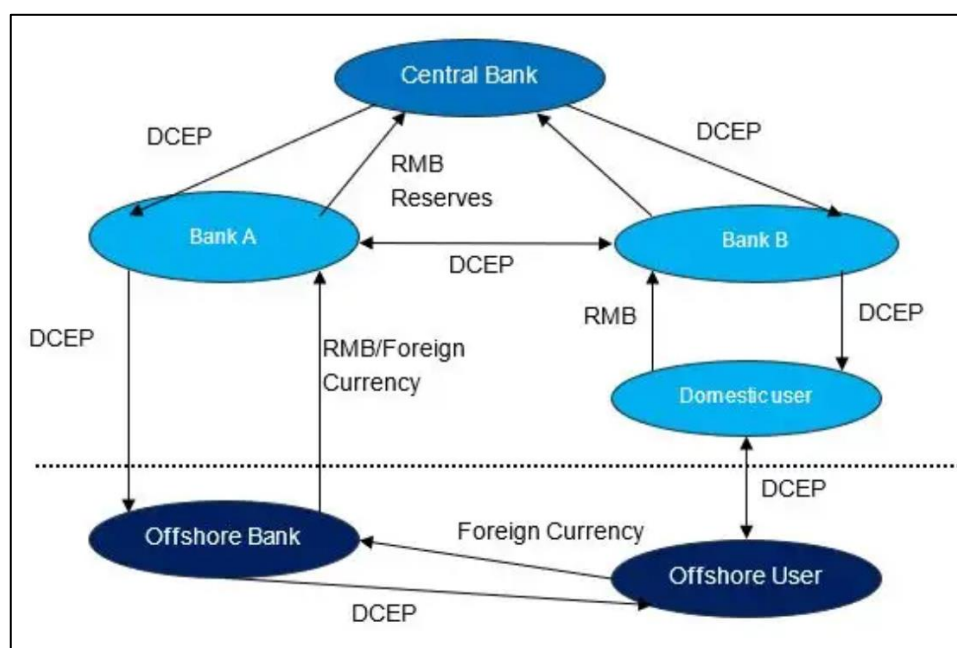 Central Bank
DCEP
DCEP
RMB
Reserves
Bank A
Bank B
DCEP
DCEP
RMB
DCEP
RMB/Foreign
Currency
Domestic user
DCEP
Offshore Bank
Foreign Currency
Offshore User
DCEP